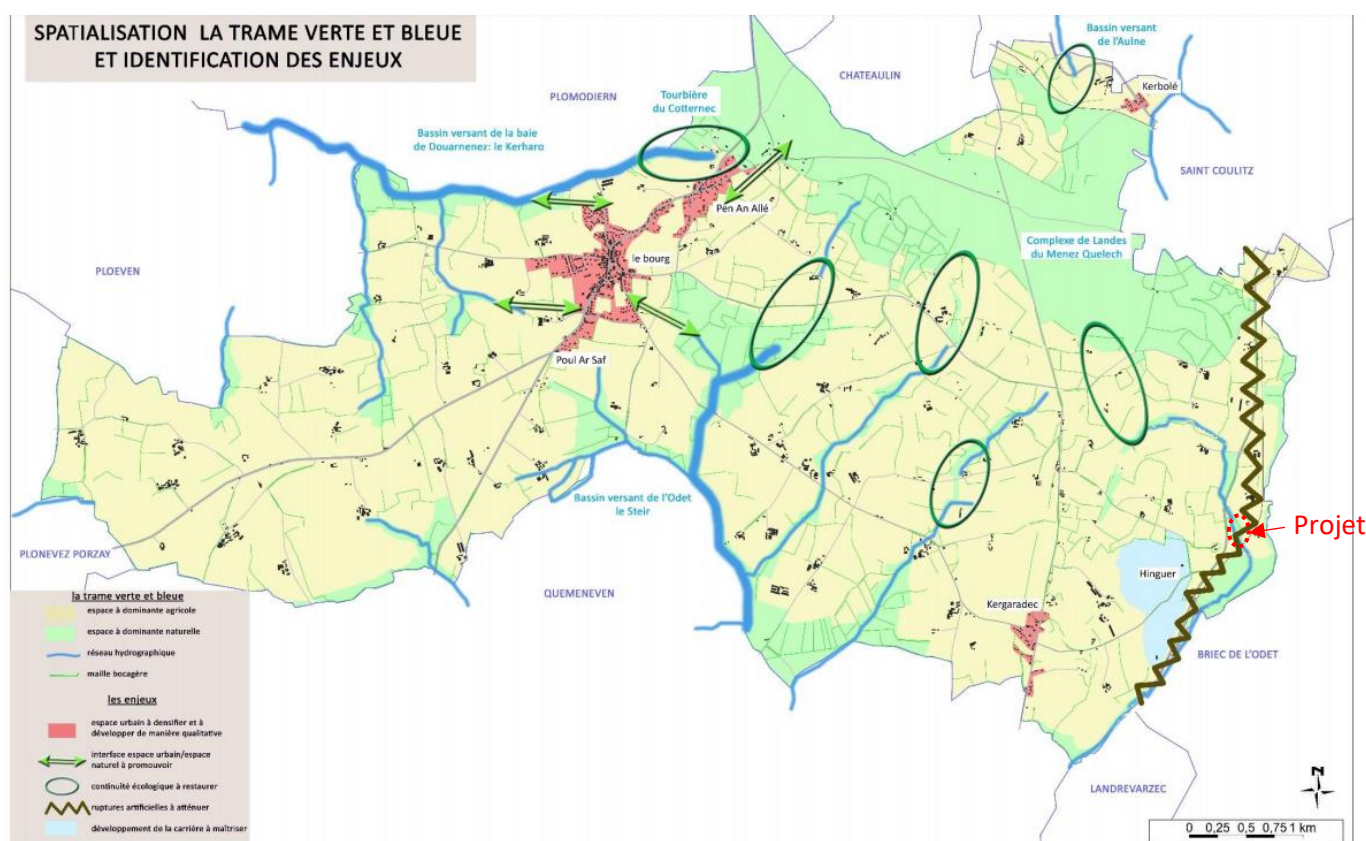 SPATIALISATION LA TRAME VERTE ET BLEUE
ET IDENTIFICATION DES ENJEUX
Bassin versant
de l'Aulne
CHATEAULIN
Kerbolé
PLOMODIERN
Tourbière
du Cotternec
Bassin versant de la baie
de Douarnenez: le Kerharo
SAINT COULITZ
Pen An Allé
Complexe de Landes
du Menez Quelech
le bourg
PLOEVEN
Poul Ar Saf
Bassin versant de l'Odet
le Steir
Projet
PLONEVEZ PORZAY
Hinguer
QUEMENEVEN
Kergaradec
BRIEC DE L'ODET
LANDREVARZEC
la trame verte et bleue
espace à dominante agricole
espace à dominante naturelle
réseau hydrographique
maille bocagère
les enjeux
espace urbain à densifier et à
développer de manière qualitative
interface espace urbain/espace
naturel à promouvoir
continuité écologique à restaurer
ruptures artificielles à atténuer
développement de la carrière à maîtriser
N
0 0,25 0,5 0,75 1 km